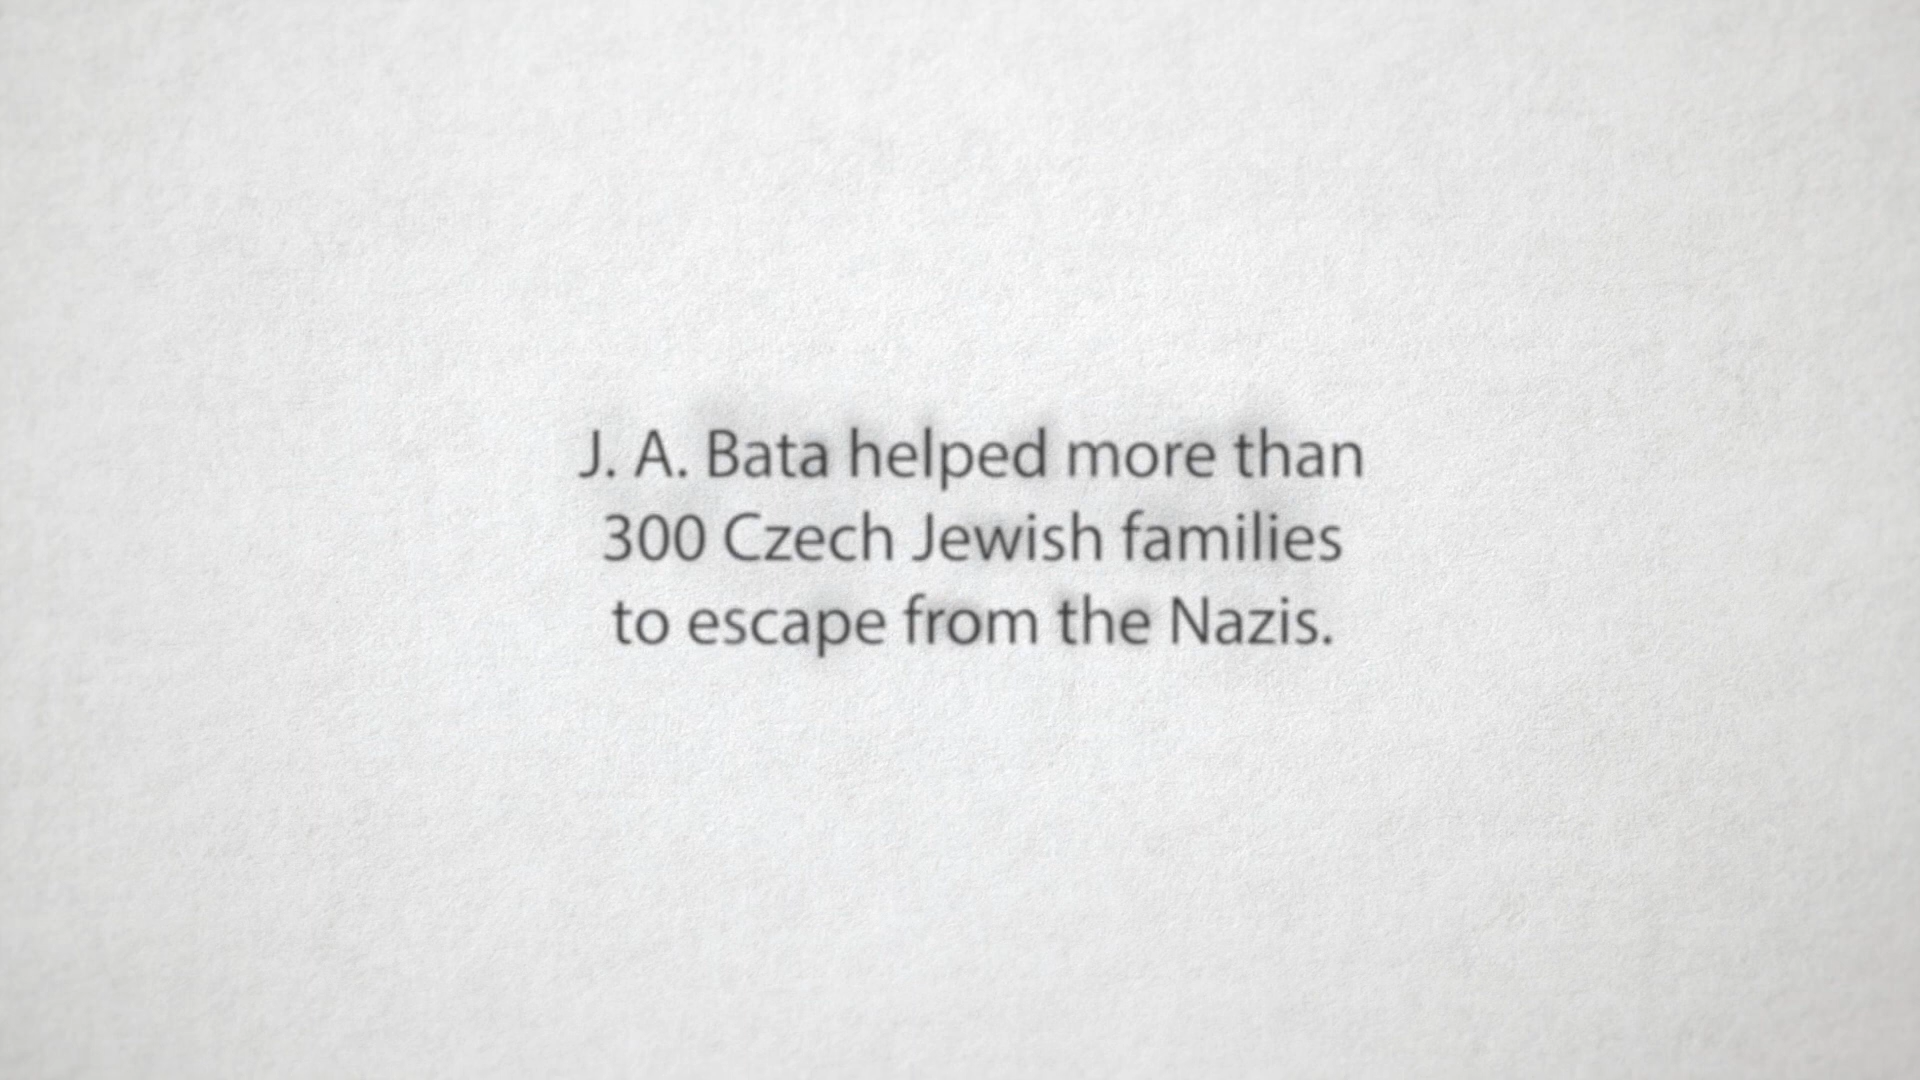 J. A. Bata helped more than
300 Czech Jewish families
to escape from the Nazis.